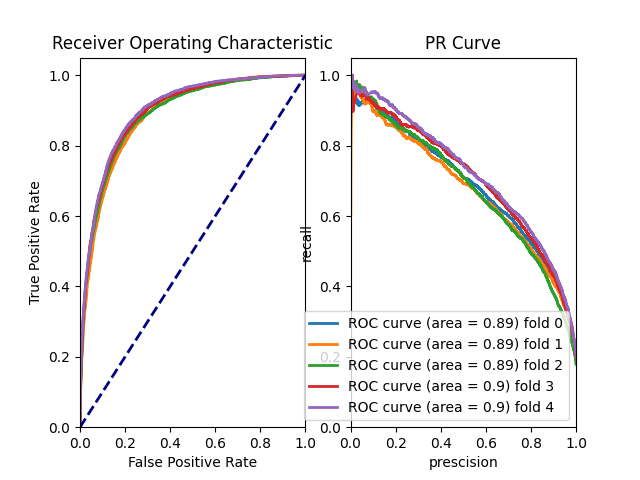 Receiver Operating Characteristic
PR Curve
1.0
0.8
0.6
0.4
0.2
0.0
True Positive Rate
0.0 0.2 0.4 0.6 0.8 1.0
False Positive Rate
1.0
0.8
0.6
0.4
0.2
0.0
recall
ROC curve (area = 0.89) fold 0
ROC curve (area = 0.89) fold 1
ROC curve (area = 0.89) fold 2
ROC curve (area = 0.9) fold 3
ROC curve (area = 0.9) fold 4
0.0 0.2 0.4 0.6 0.8 1.0
prescision